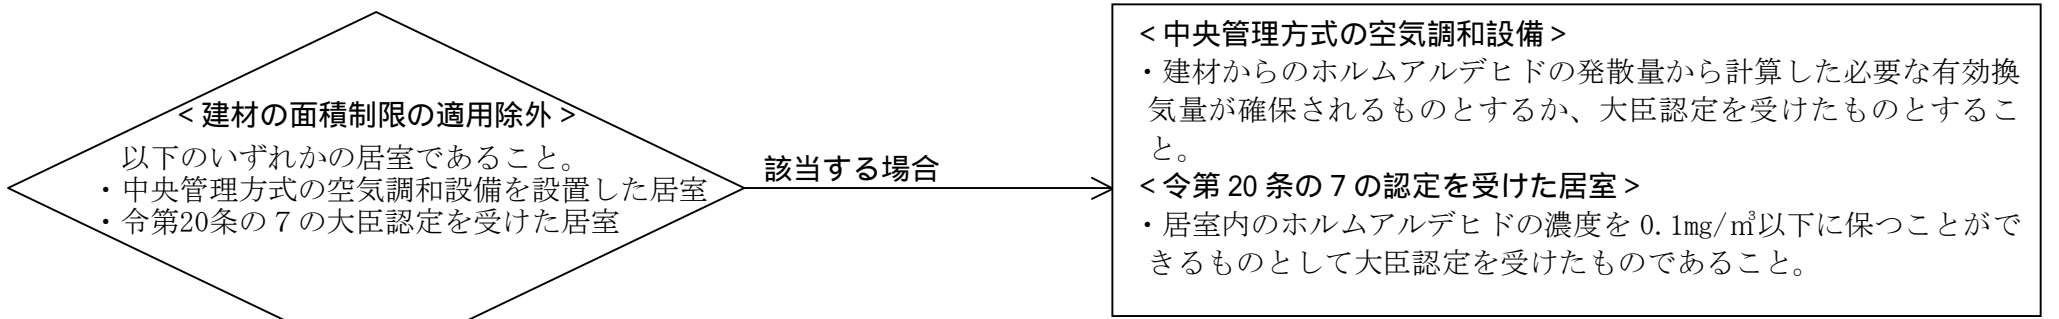 ＜建材の面積制限の適用除外＞
以下のいずれかの居室であること。
・中央管理方式の空気調和設備を設置した居室
・令第20条の７の大臣認定を受けた居室
該当する場合
＜中央管理方式の空気調和設備＞
・建材からのホルムアルデヒドの発散量から計算した必要な有効換
気量が確保されるものとするか、大臣認定を受けたものとするこ
と。
＜令第 20 条の７の認定を受けた居室＞
・居室内のホルムアルデヒドの濃度を 0.1mg/㎥以下に保つことがで
きるものとして大臣認定を受けたものであること。